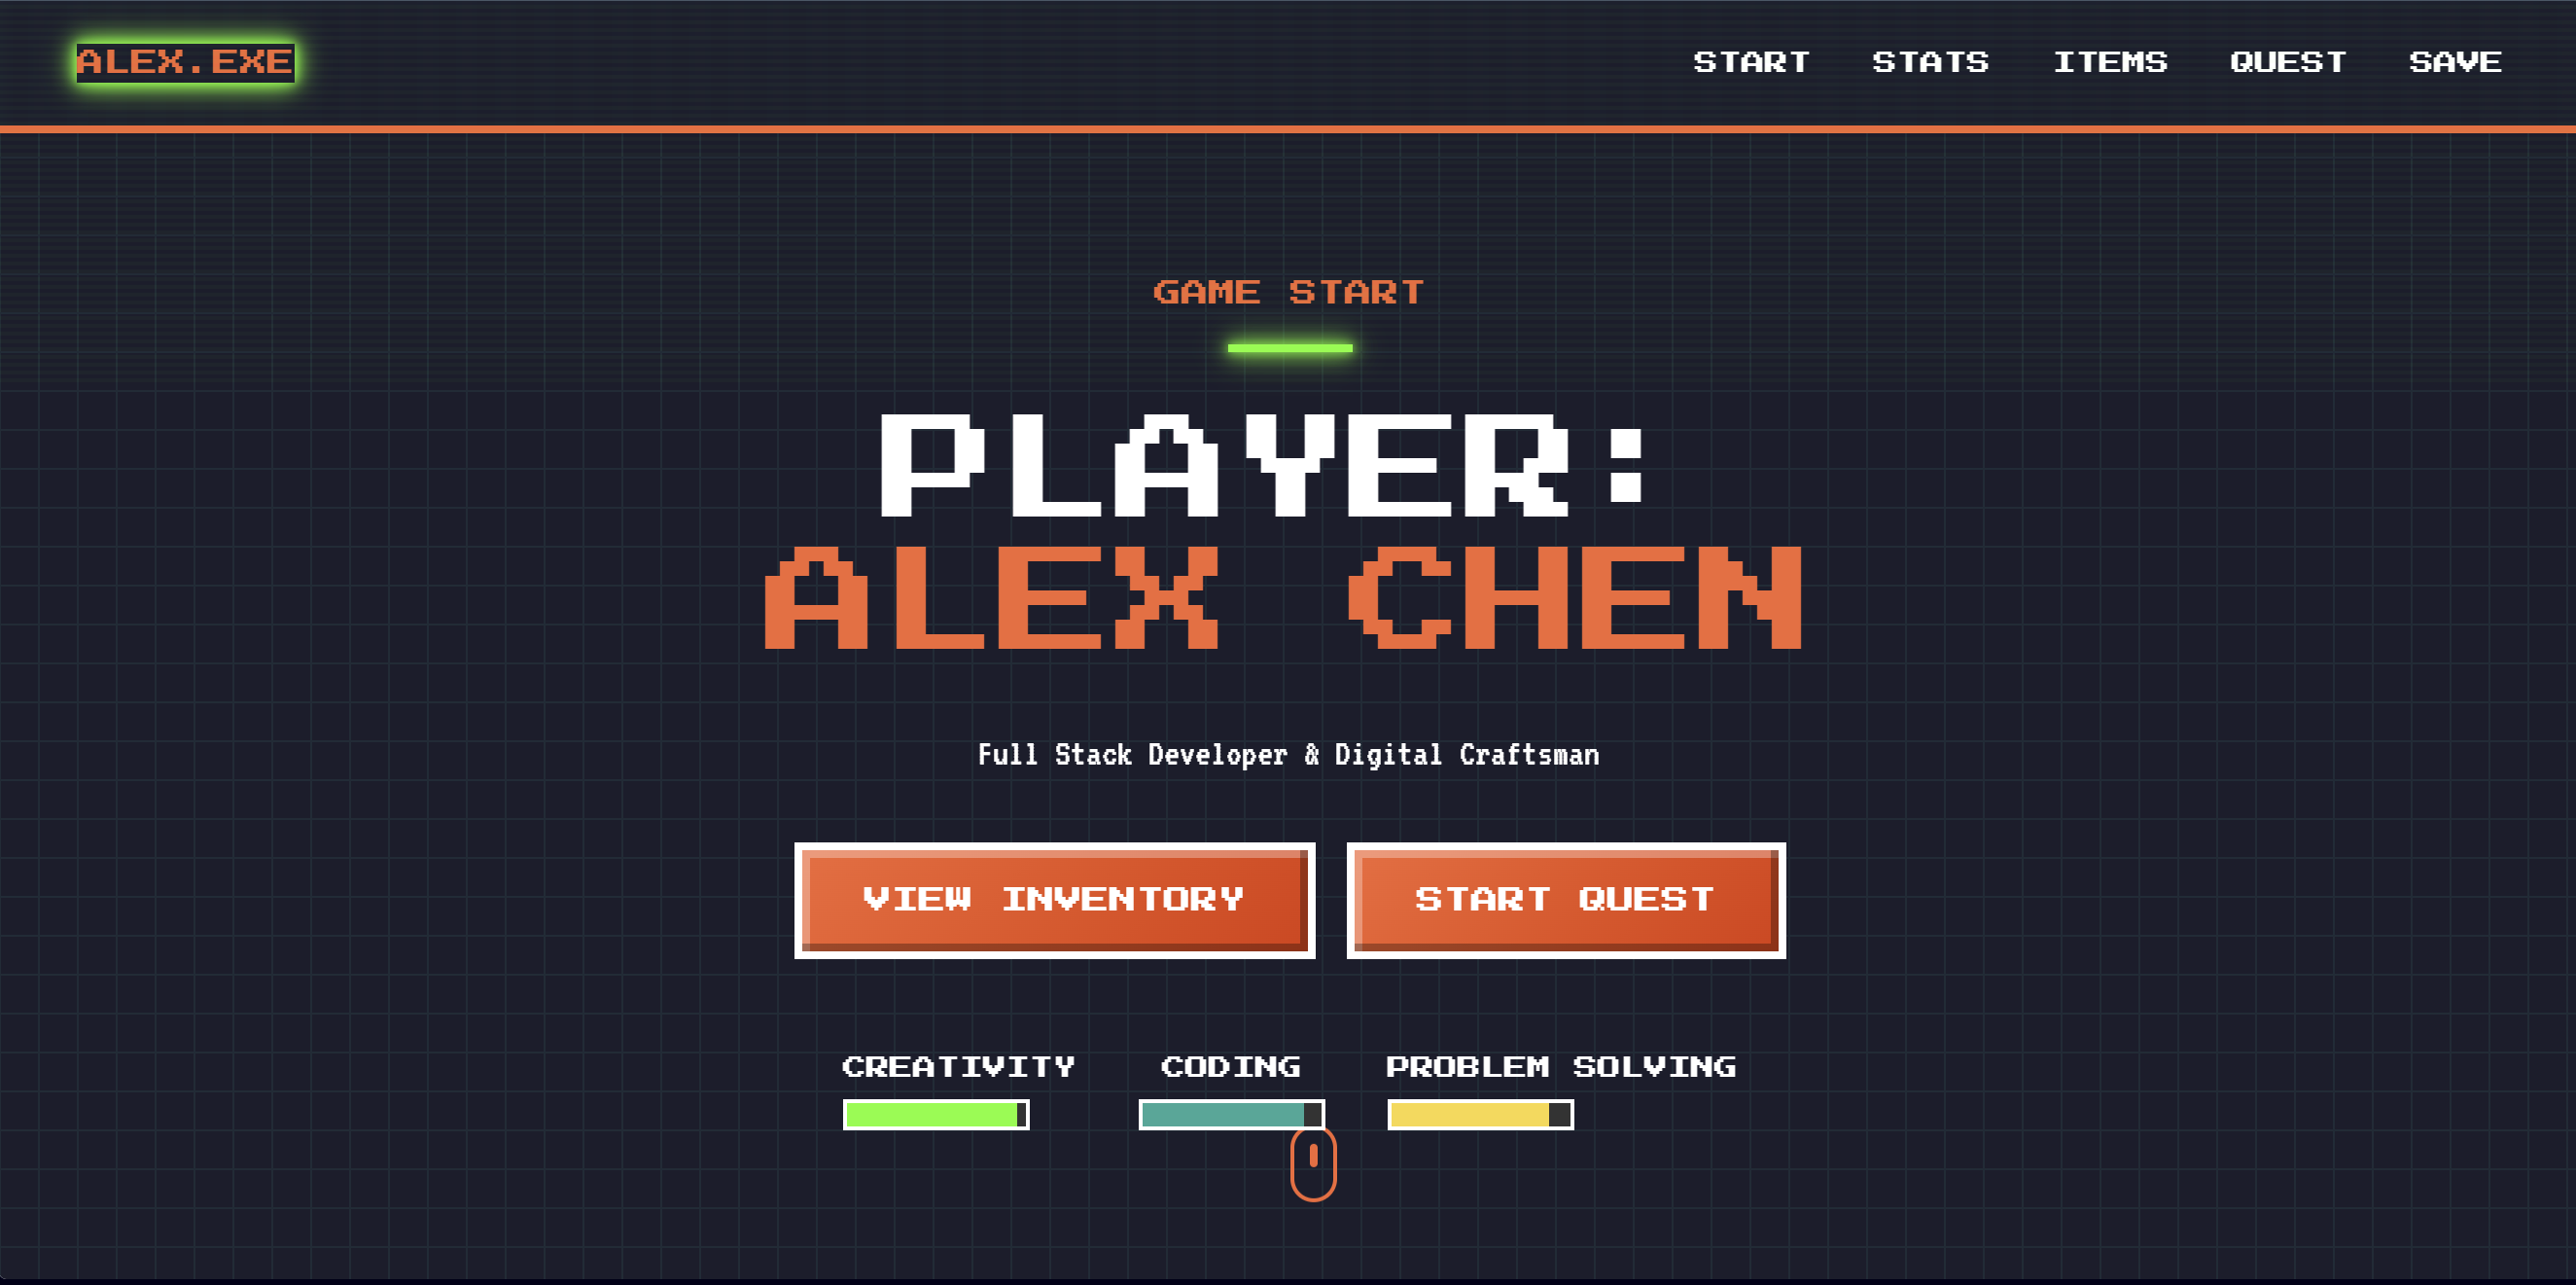 ALEX.EXE
START STATS ITEMS QUEST SAVE
GAME START
PLAYER:
ALEX CHEN
Full Stack Developer & Digital Craftsman
VIEW INVENTORY START QUEST
CREATIVITY CODING PROBLEM SOLVING